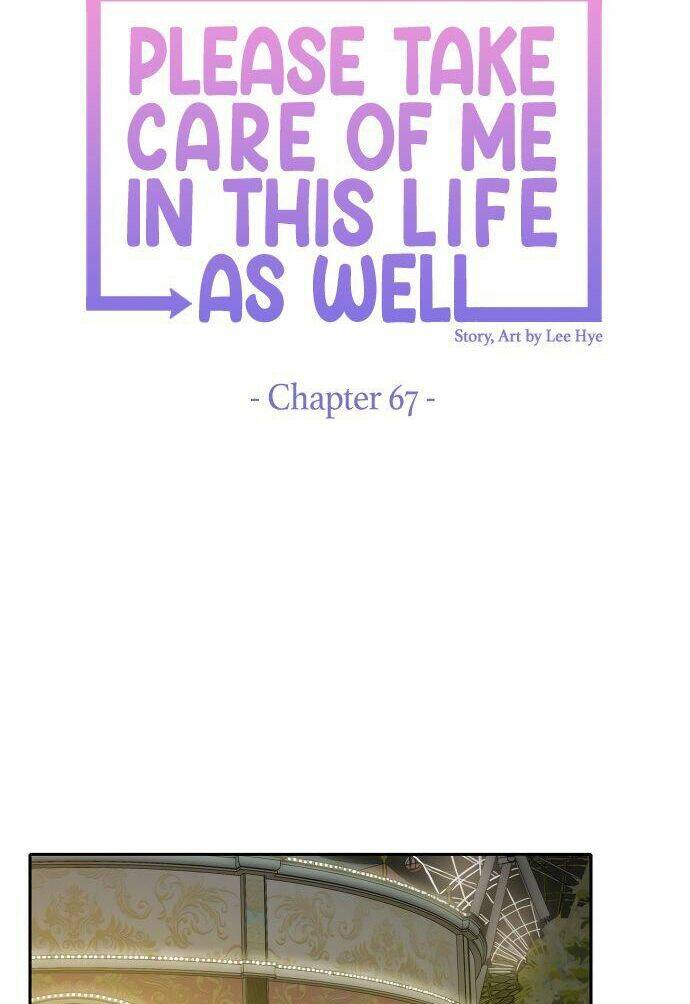 PLEASE TAKE
CARE OF ME
IN THIS LIFE
AS WELL
Story, Art by Lee Hye
- Chapter 67 -